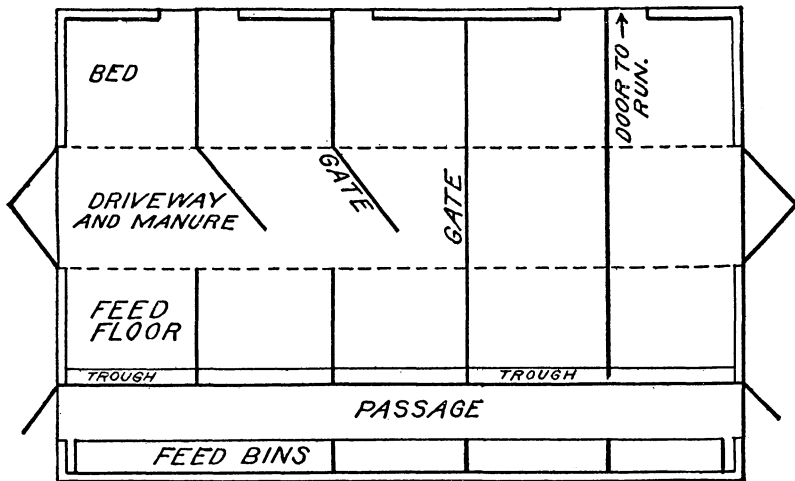 BED
DOOR TO
RUN.
GATE
GATE
DRIVEWAY
AND MANURE
FEED
FLOOR
TROUGH
TROUGH
PASSAGE
FEED BINS